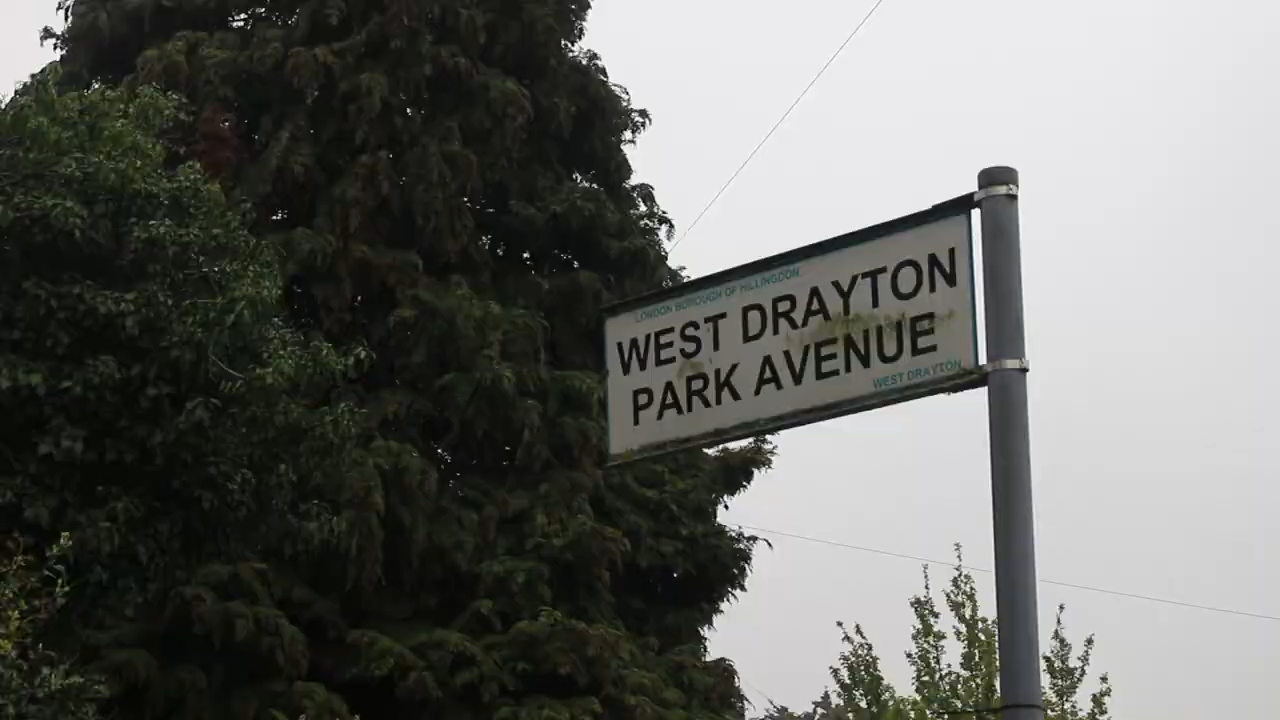 LONDON BOROUGH OF HILLINGDON
WEST DRAYTON
PARK AVENUE
WEST DRAYTON